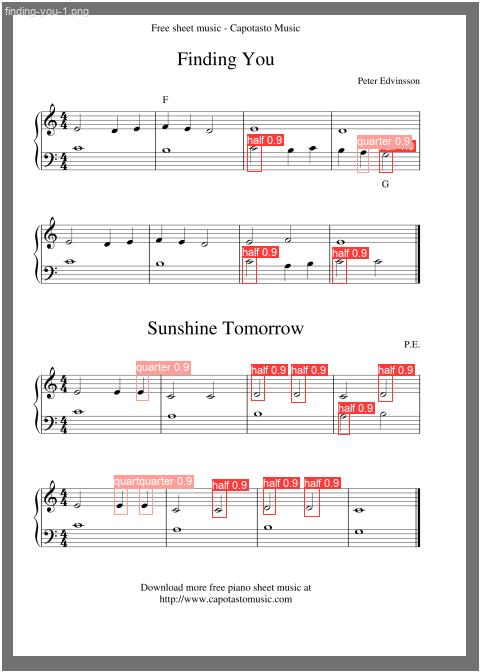 finding-you-1.png
Free sheet music - Capotasto Music
Finding You
Peter Edvinsson
F
half 0.9
quarter 0.9
G
half 0.9
half 0.9
Sunshine Tomorrow
P.E.
quarter 0.9
half 0.9
half 0.9
half 0.9
half 0.9
quartquarter 0.9
half 0.9
half 0.9
half 0.9
Download more free piano sheet music at
http://www.capotastomusic.com